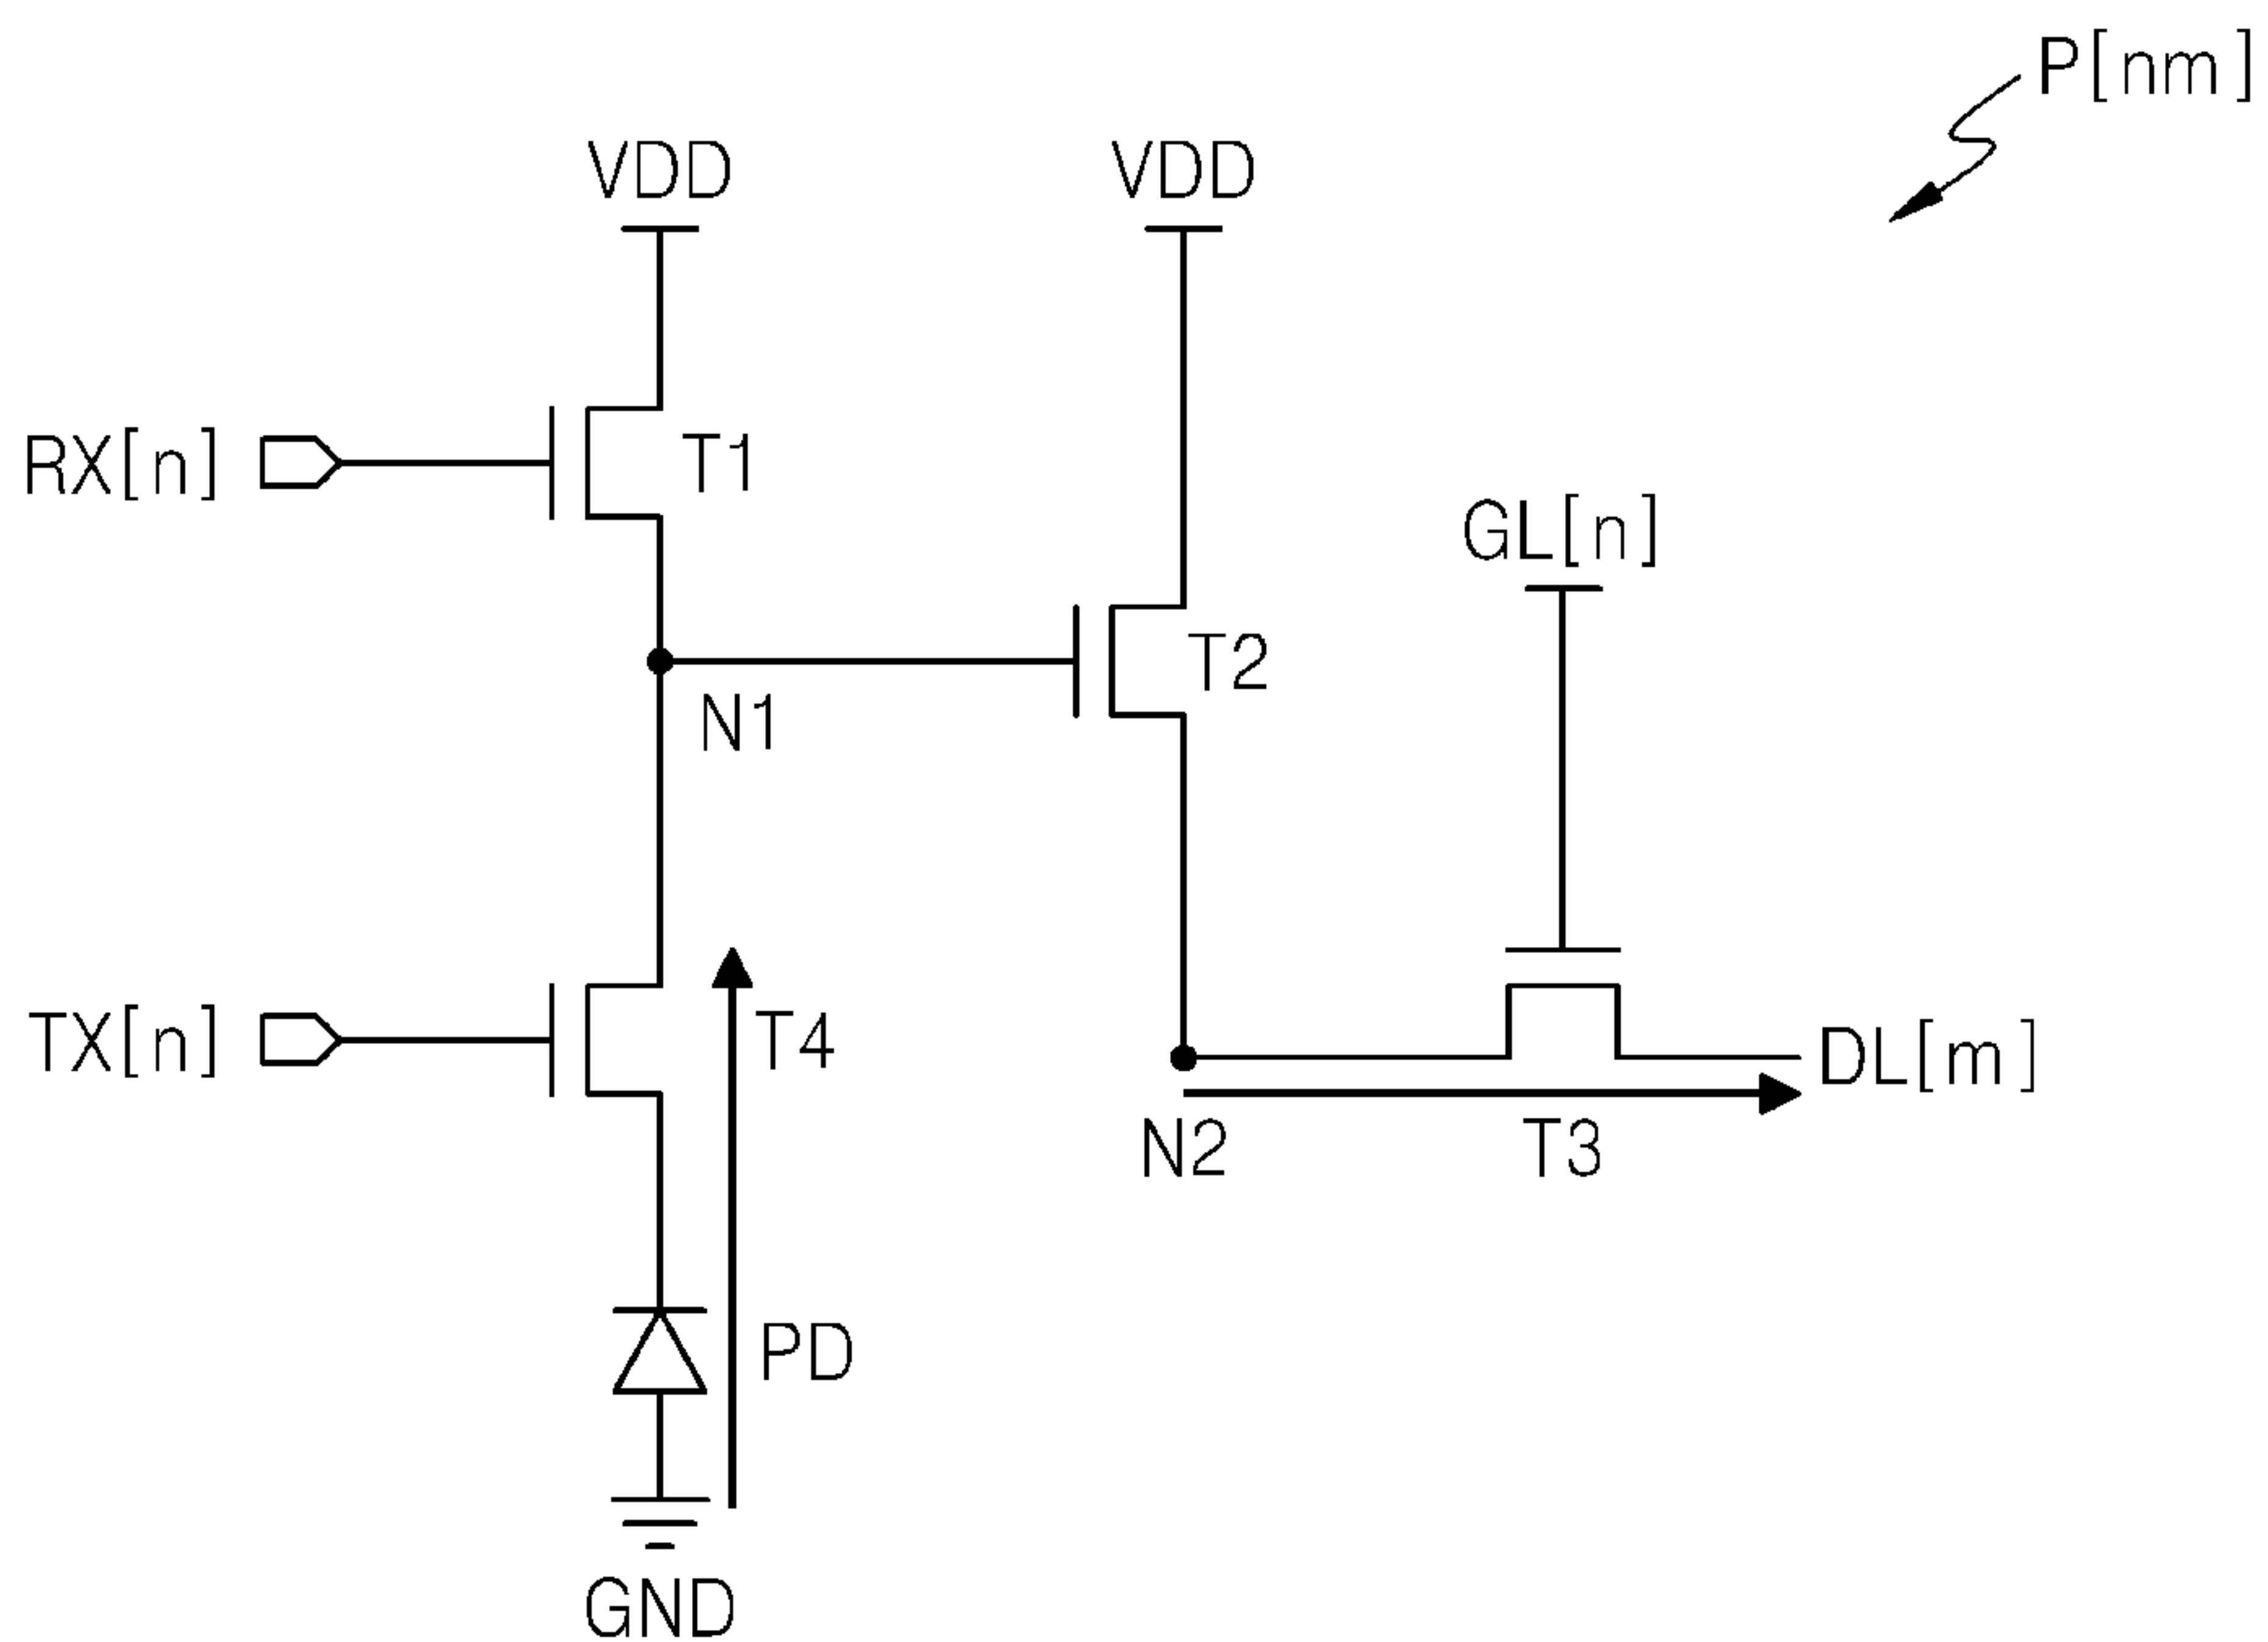 P[nm]
VDD
VDD
RX[n]
T1
GL[n]
T2
N1
TX[n]
T4
DL[m]
N2
T3
PD
GND